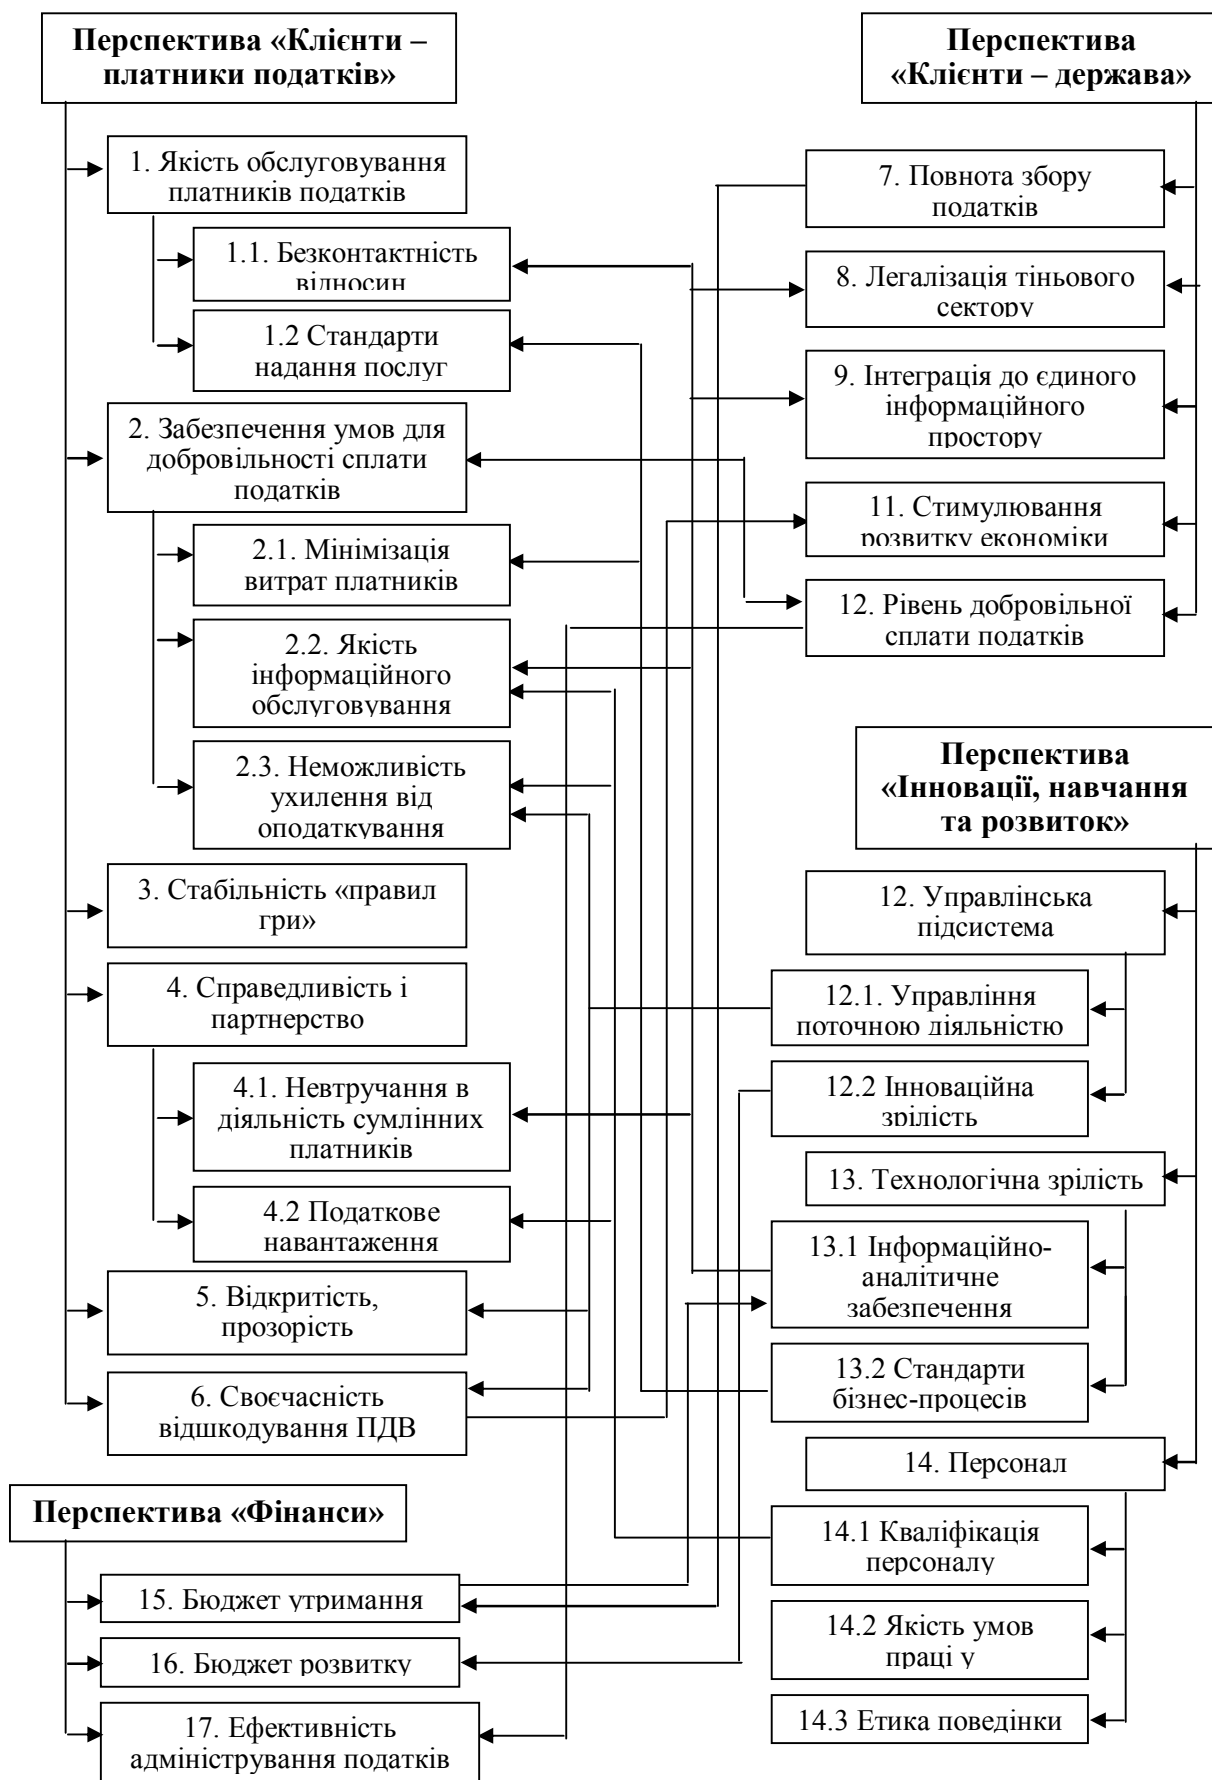 Перспектива «Клієнти –
платники податків»
1. Якість обслуговування
платників податків
1.1. Безконтактність
відносин
1.2 Стандарти
надання послуг
2. Забезпечення умов для
добровільності сплати
податків
2.1. Мінімізація
витрат платників
2.2. Якість
інформаційного
обслуговування
2.3. Неможливість
ухилення від
оподаткування
3. Стабільність «правил
гри»
4. Справедливість і
партнерство
4.1. Невтручання в
діяльність сумлінних
платників
4.2 Податкове
навантаження
5. Відкритість,
прозорість
6. Своєчасність
відшкодування ПДВ
Перспектива «Фінанси»
15. Бюджет утримання
16. Бюджет розвитку
17. Ефективність
адміністрування податків
Перспектива
«Клієнти – держава»
7. Повнота збору
податків
8. Легалізація тіньового
сектору
9. Інтеграція до єдиного
інформаційного
простору
11. Стимулювання
розвитку економіки
12. Рівень добровільної
сплати податків
Перспектива
«Інновації, навчання
та розвиток»
12. Управлінська
підсистема
12.1. Управління
поточною діяльністю
12.2 Інноваційна
зрілість
13. Технологічна зрілість
13.1 Інформаційно-
аналітичне
забезпечення
13.2 Стандарти
бізнес-процесів
14. Персонал
14.1 Кваліфікація
персоналу
14.2 Якість умов
праці у
14.3 Етика поведінки